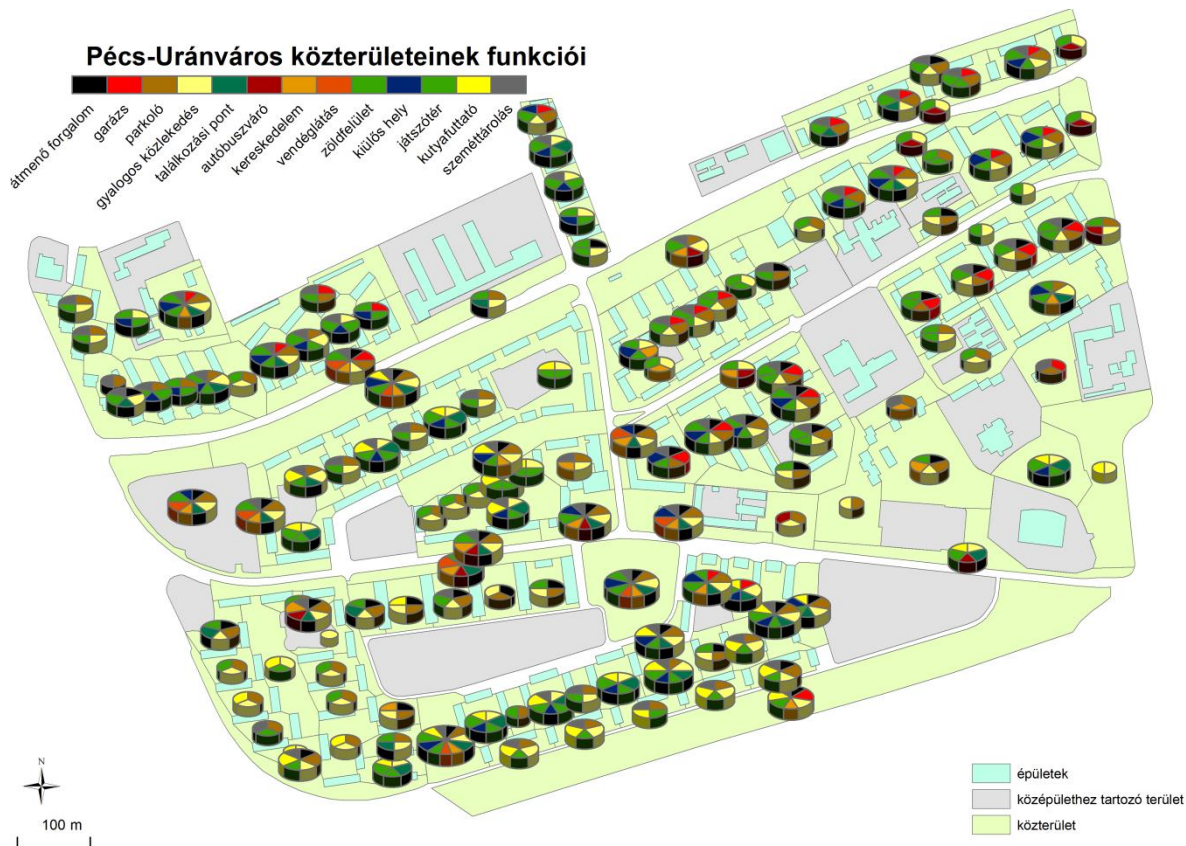 Pécs-Uránváros közterületeinek funkciói
átmenő forgalom
garázs
parkoló
gyalogos közlekedés
találkozási pont
autóbuszváró
kereskedelem
vendéglátás
zöldfelület
kiülős hely
játszótér
kutyafuttató
szeméttárolás
N
100 m
épületek
középülethez tartozó terület
közterület